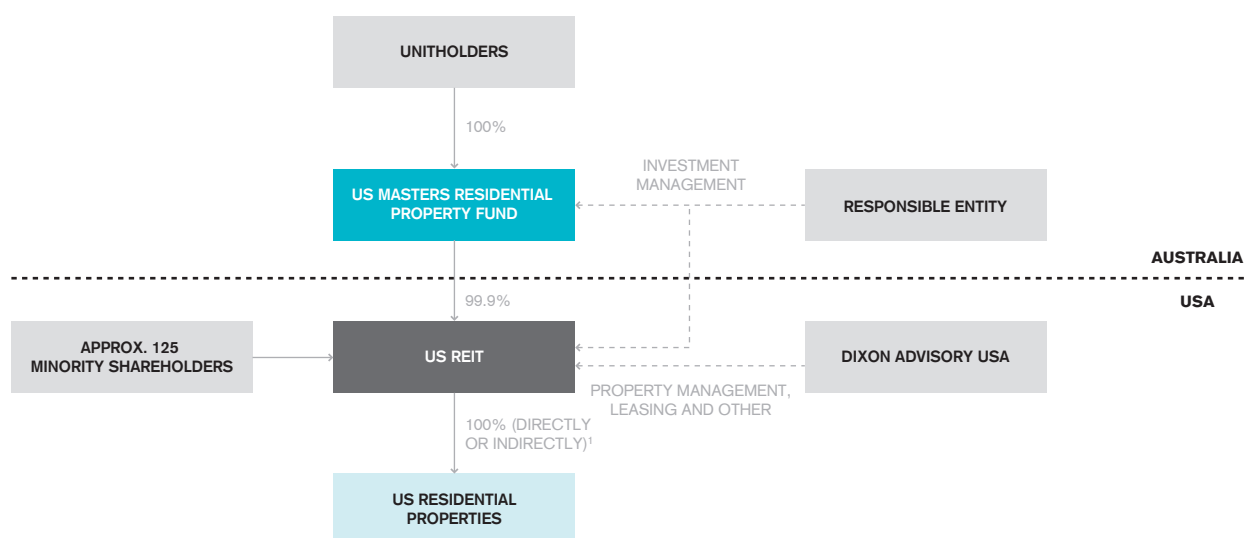 UNITHOLDERS
100%
INVESTMENT
MANAGEMENT
US MASTERS RESIDENTIAL
PROPERTY FUND
RESPONSIBLE ENTITY
AUSTRALIA
99.9%
USA
APPROX. 125
MINORITY SHAREHOLDERS
US REIT
DIXON ADVISORY USA
PROPERTY MANAGEMENT,
LEASING AND OTHER
100% (DIRECTLY
OR INDIRECTLY)¹
US RESIDENTIAL
PROPERTIES